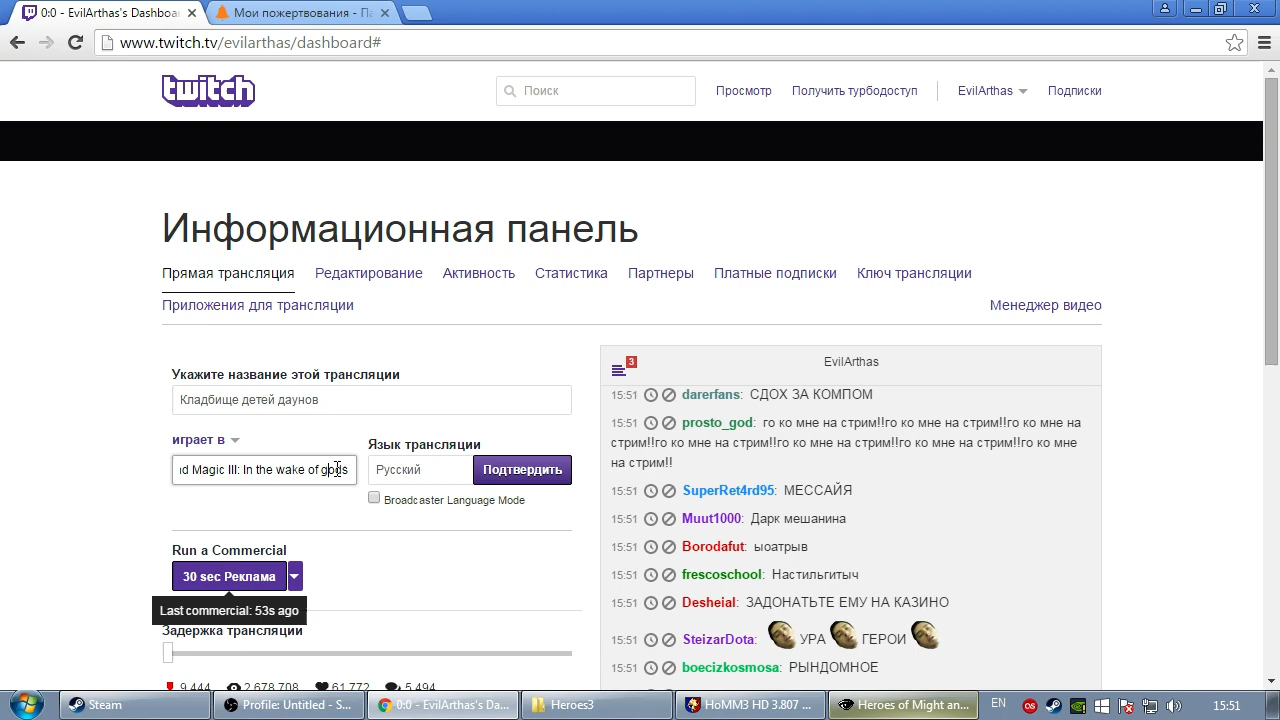 0:0 - EvilArthas's Dashboa
Мои пожертвования - Па
www.twitch.tv/evilarthas/dashboard#
twitch
Поиск
Просмотр
Получить турбодоступ
EvilArthas
Подписки
Информационная панель
Прямая трансляция
Редактирование
Активность
Статистика
Партнеры
Платные подписки
Ключ трансляции
Приложения для трансляции
Менеджер видео
Укажите название этой трансляции
Кладбище детей даунов
играет в
Язык трансляции
nd Magic III: In the wake of gods
Русский
Подтвердить
Broadcaster Language Mode
Run a Commercial
30 sec Реклама
Last commercial: 53s ago
Задержка трансляции
9 444
2 678 708
61 772
5 494
3
EvilArthas
15:51 darerfans: СДОХ ЗА КОМПОМ
15:51 prosto_god: го ко мне на стрим!!го ко мне на стрим!!го ко мне на
стрим!!го ко мне на стрим!!го ко мне на стрим!!го ко мне на стрим!!го ко мне
на стрим!!
15:51 SuperRet4rd95: МЕССАЙЯ
15:51 Muut1000: Дарк мешанина
15:51 Borodafut: ыоатрыв
15:51 frescoschool: Настильгитыч
15:51 Desheial: ЗАДОНАТЬТЕ ЕМУ НА КАЗИНО
15:51 SteizarDota: УРА ГЕРОИ
15:51 boecizkosmosa: РЫНДОМНОЕ
Steam
Profile: Untitled - S...
0:0 - EvilArthas's Da...
Heroes3
HoMM3 HD 3.807 ...
Heroes of Might an...
EN
15:51